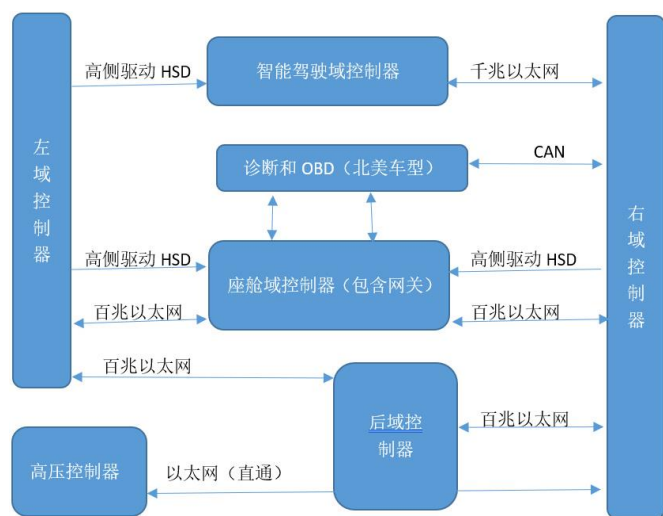 高侧驱动 HSD
智能驾驶域控制器
千兆以太网
左域控制器
诊断和 OBD（北美车型）
CAN
右域控制器
高侧驱动 HSD
座舱域控制器（包含网关）
高侧驱动 HSD
百兆以太网
百兆以太网
百兆以太网
后域控
制器
百兆以太网
高压控制器
以太网（直通）